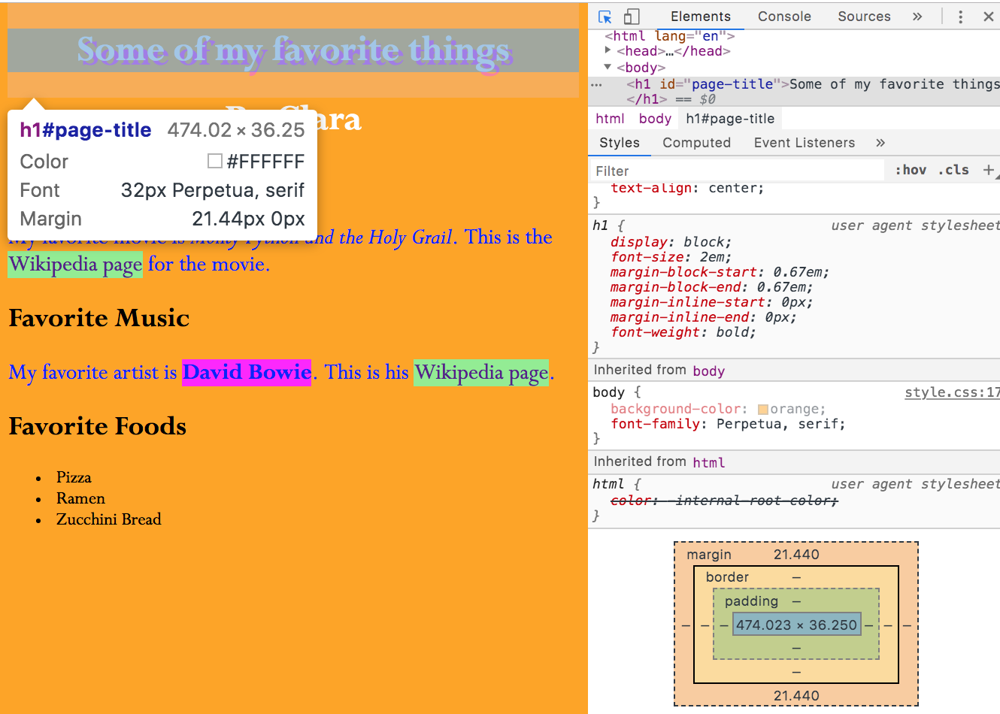 Some of my favorite things
Clara
h1#page-title 474.02 × 36.25
Color #FFFFFF
Font 32px Perpetua, serif
Margin 21.44px 0px
My favorite movie is Monty Python and the Holy Grail. This is the
Wikipedia page for the movie.
Favorite Music
My favorite artist is David Bowie. This is his Wikipedia page.
Favorite Foods
• Pizza
• Ramen
• Zucchini Bread
Elements Console Sources »
<html lang="en">
<head>…</head>
<body>
… <h1 id="page-title">Some of my favorite things
</h1> == $0
html body h1#page-title
Styles Computed Event Listeners »
Filter :hov .cls +
text-align: center;
}
h1 { user agent stylesheet
display: block;
font-size: 2em;
margin-block-start: 0.67em;
margin-block-end: 0.67em;
margin-inline-start: 0px;
margin-inline-end: 0px;
font-weight: bold;
}
Inherited from body
body { style.css:17
background-color: orange;
font-family: Perpetua, serif;
}
Inherited from html
html { user agent stylesheet
color: -internal-root-color;
}
margin 21.440
border –
padding –
– – – 474.023 × 36.250 – – –
–
–
21.440